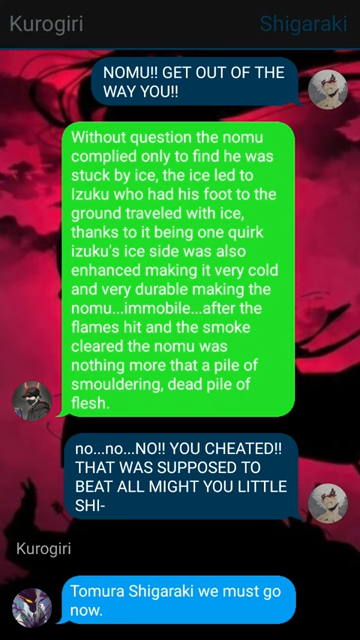 Kurogiri
Shigaraki
NOMU!! GET OUT OF THE
WAY YOU!!
Without question the nomu
complied only to find he was
stuck by ice, the ice led to
Izuku who had his foot to the
ground traveled with ice,
thanks to it being one quirk
izuku's ice side was also
enhanced making it very cold
and very durable making the
nomu...immobile...after the
flames hit and the smoke
cleared the nomu was
nothing more that a pile of
smouldering, dead pile of
flesh.
no...no...NO!! YOU CHEATED!!
THAT WAS SUPPOSED TO
BEAT ALL MIGHT YOU LITTLE
SHI-
Kurogiri
Tomura Shigaraki we must go
now.